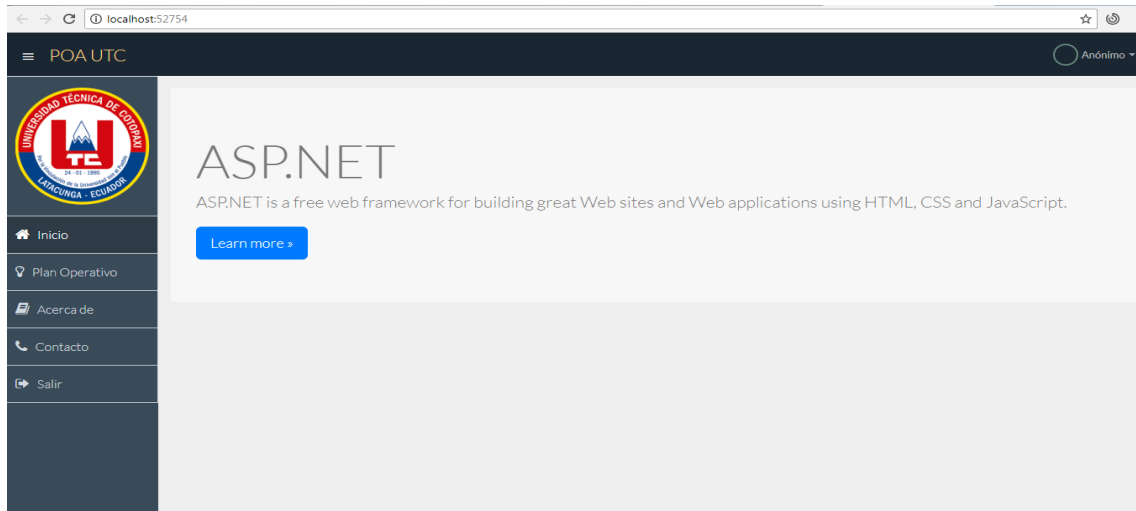 localhost:52754
POA UTC
Anónimo
UNIVERSIDAD TÉCNICA DE COTOPAXI
UTC
24 - 01 - 1995
LATACUNGA - ECUADOR
ASP.NET
ASP.NET is a free web framework for building great Web sites and Web applications using HTML, CSS and JavaScript.
Learn more »
Inicio
Plan Operativo
Acerca de
Contacto
Salir